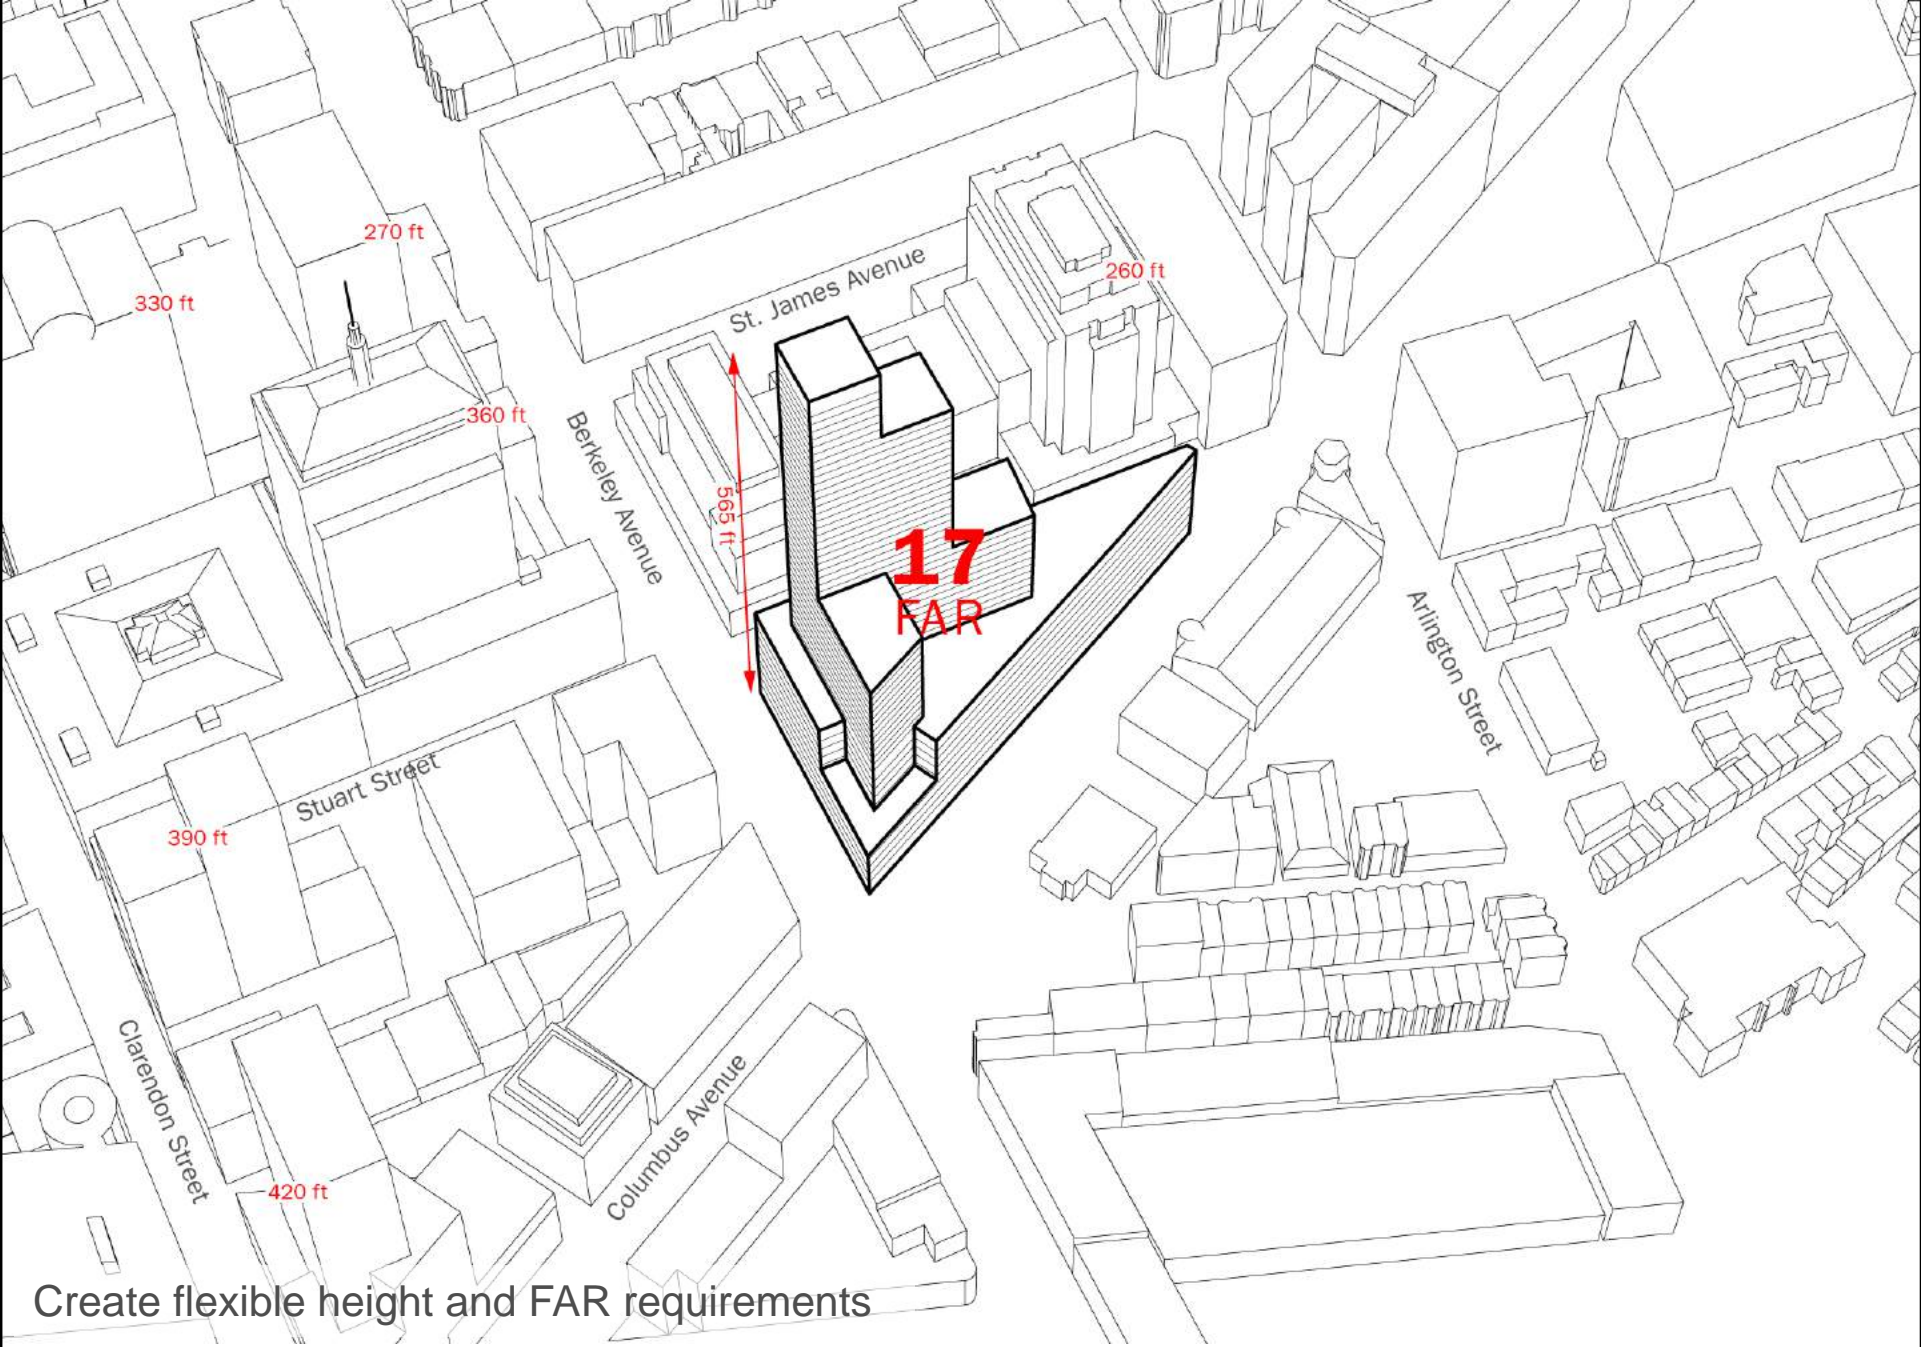 270 ft
St. James Avenue
260 ft
330 ft
360 ft
Berkeley Avenue
565 ft
17
FAR
Arlington Street
Stuart Street
390 ft
Clarendon Street
Columbus Avenue
420 ft
Create flexible height and FAR requirements